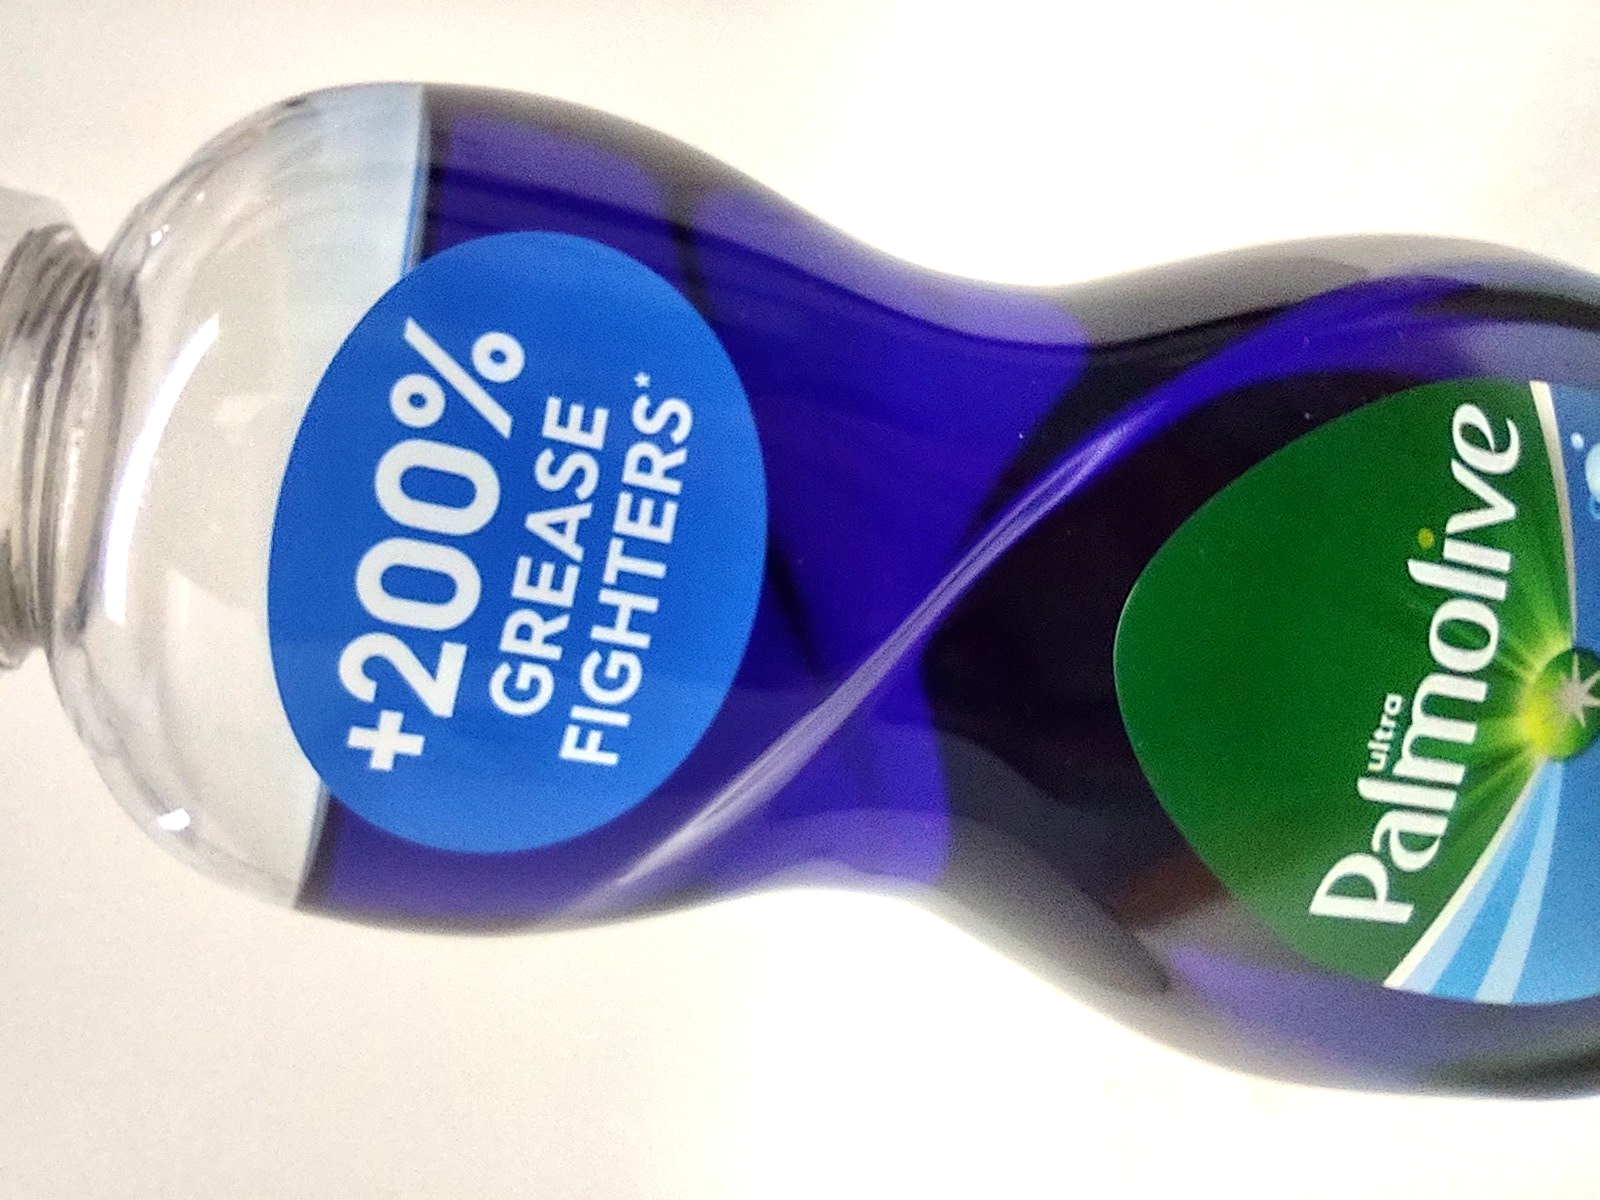 +200%
GREASE
FIGHTERS*
ultra
Palmolive